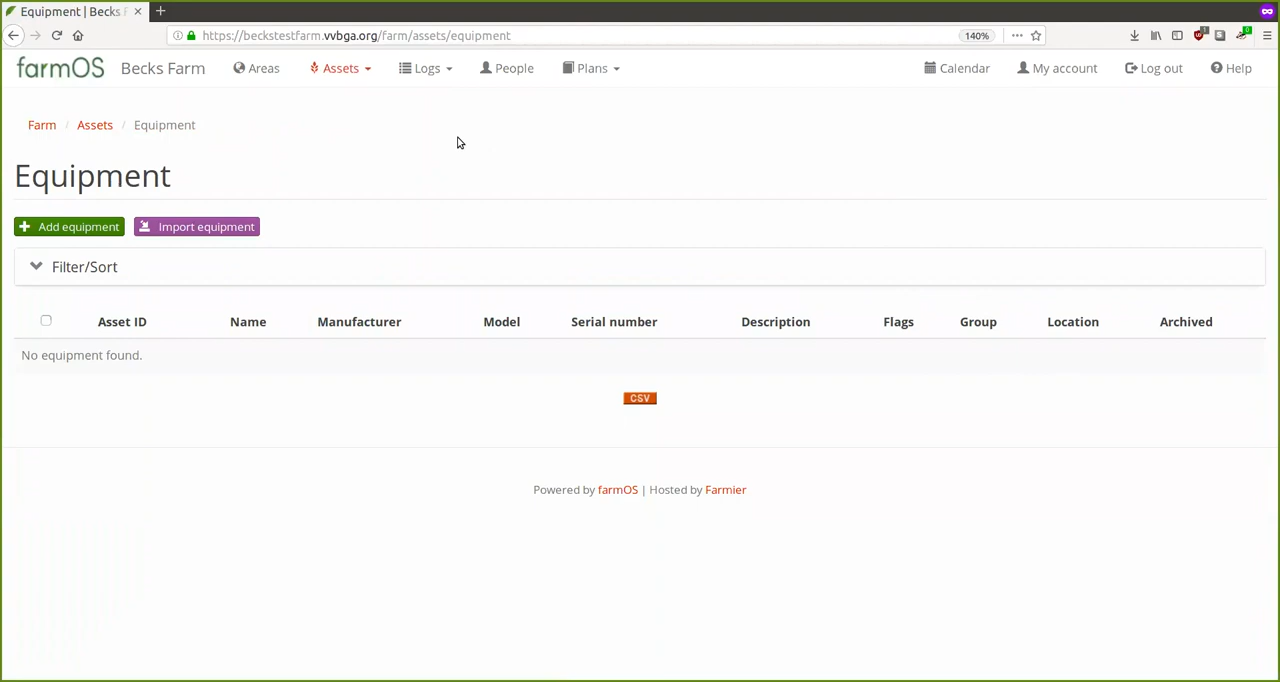 Equipment | Becks F
https://beckstestfarm.vvbga.org/farm/assets/equipment 140%
farmOS Becks Farm Areas Assets Logs People Plans Calendar My account Log out Help
Farm / Assets / Equipment
Equipment
Add equipment Import equipment
Filter/Sort
Asset ID Name Manufacturer Model Serial number Description Flags Group Location Archived
No equipment found.
CSV
Powered by farmOS | Hosted by Farmier